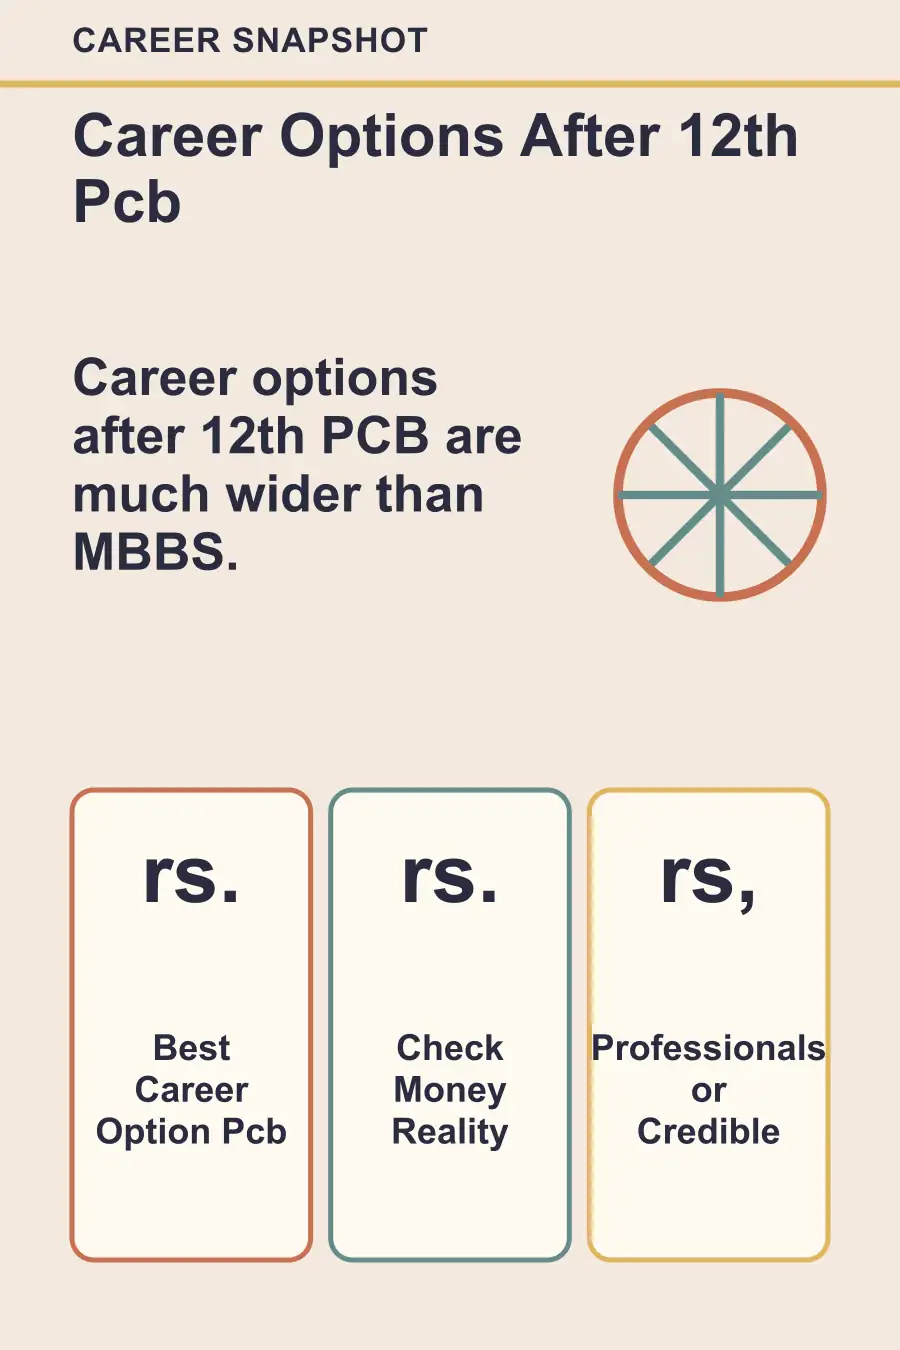 CAREER SNAPSHOT
Career Options After 12th
Pcb
Career options
after 12th PCB are
much wider than
MBBS.
rs.
Best
Career
Option Pcb
rs.
Check
Money
Reality
rs,
Professionals
or
Credible